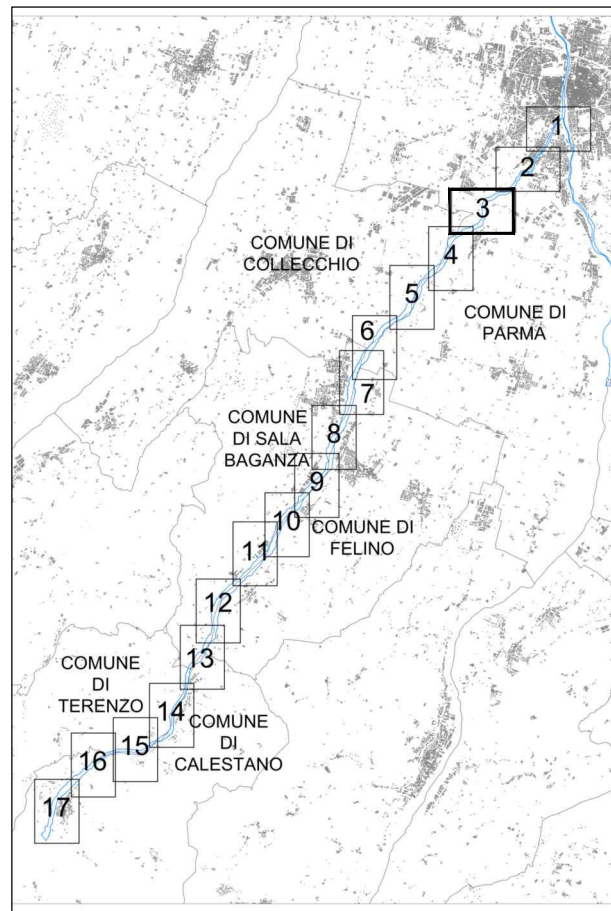 1
2
3
4
COMUNE DI
COLLECCHIO
5
COMUNE DI
PARMA
6
7
COMUNE
DI SALA
BAGANZA
8
9
10
COMUNE DI
FELINO
11
12
13
COMUNE
DI
TERENZO
14
COMUNE
DI
CALESTANO
15
16
17